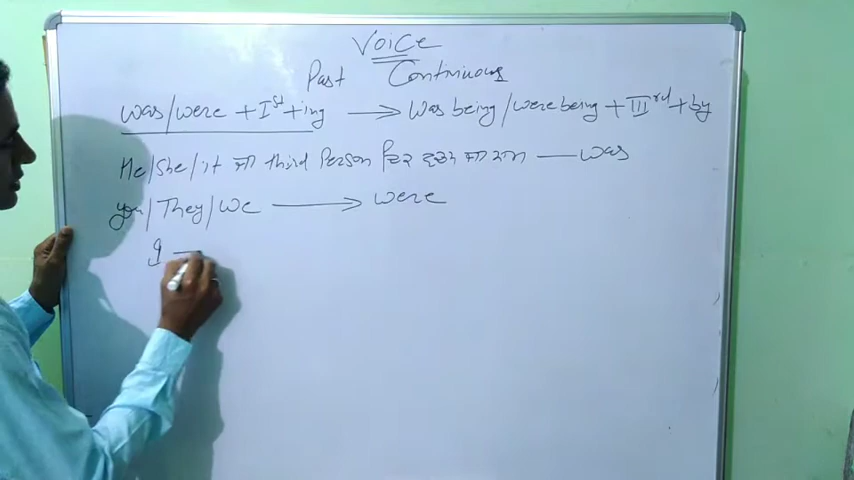 Voice
Past Continuous
was/were + Ist + ing → Was being/were being + IIIrd + by
He/She/it या third Person — was
you/They/We → were
I —